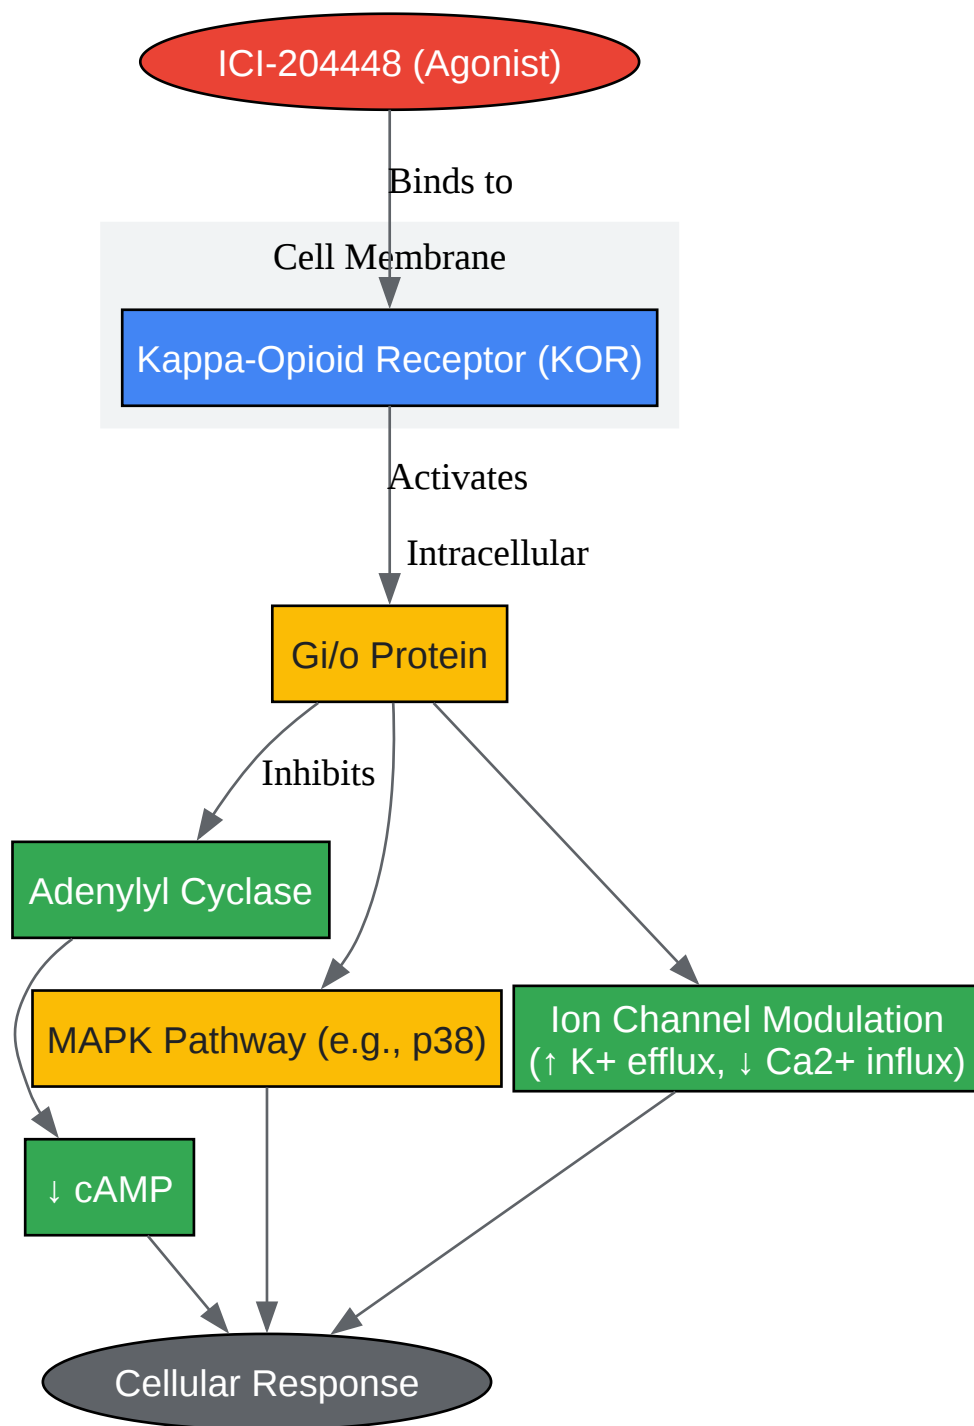 ICI-204448 (Agonist)
Binds to
Cell Membrane
Kappa-Opioid Receptor (KOR)
Activates
Intracellular
Gi/o Protein
Inhibits
Adenylyl Cyclase
MAPK Pathway (e.g., p38)
Ion Channel Modulation
(↑ K+ efflux, ↓ Ca2+ influx)
↓ cAMP
Cellular Response